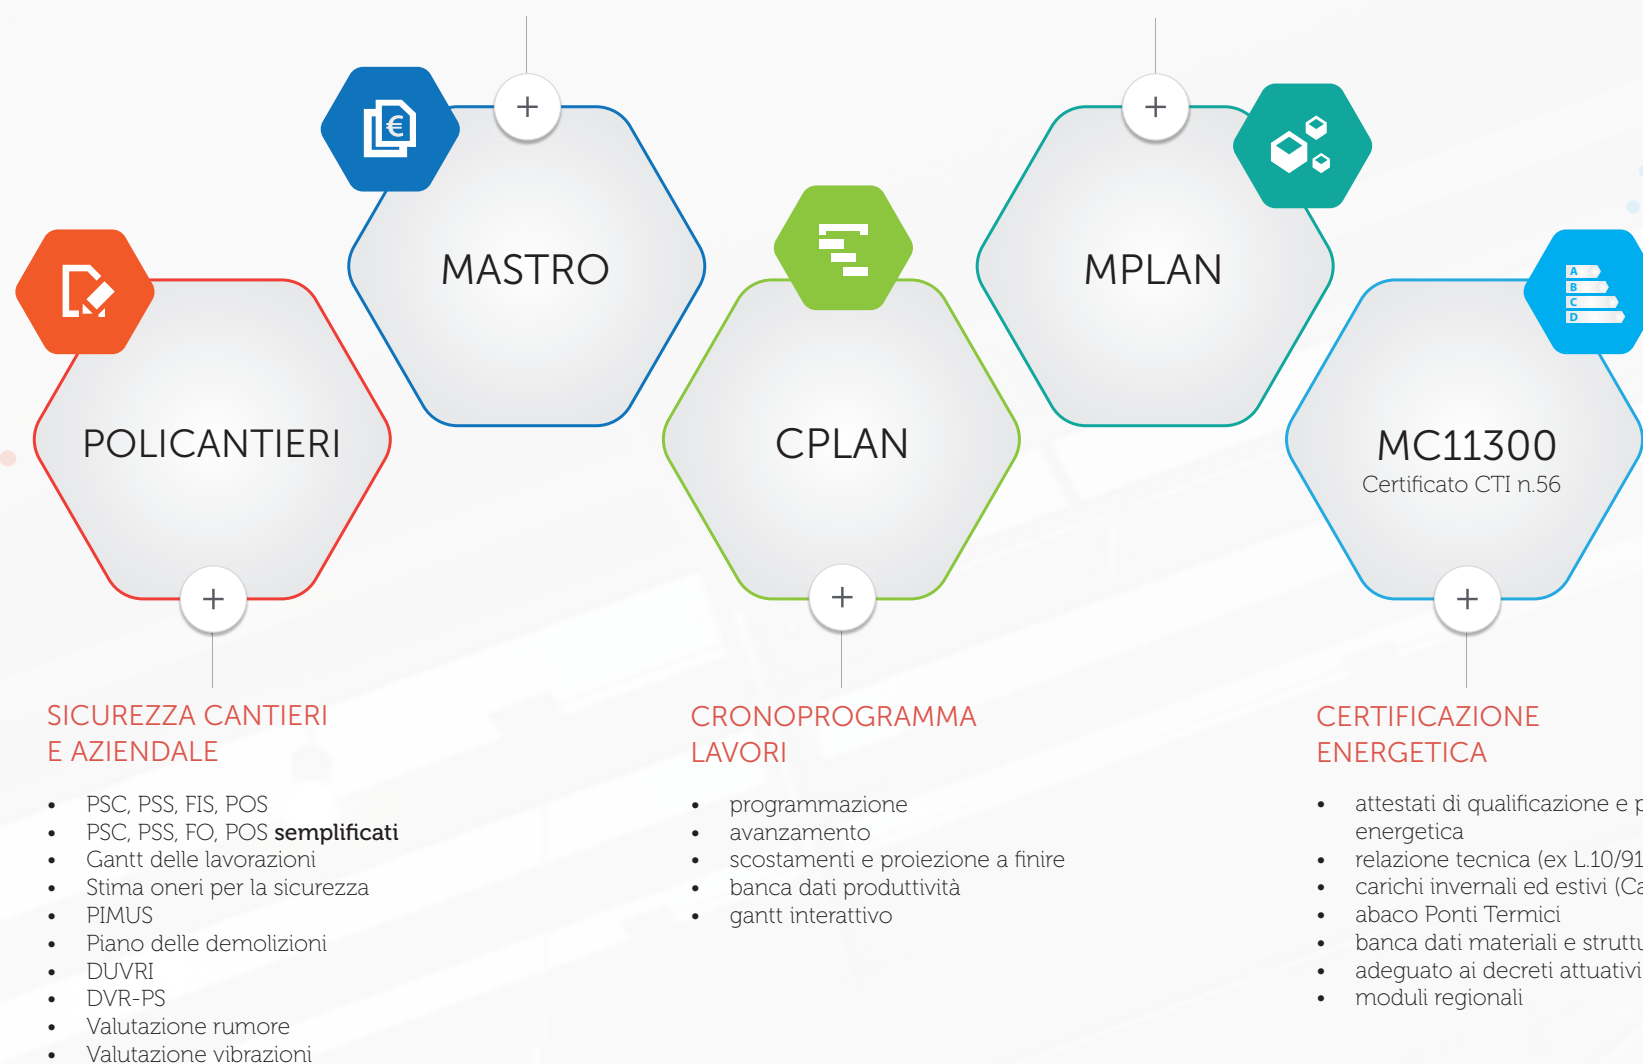 MASTRO
MPLAN
POLICANTIERI
CPLAN
MC11300
Certificato CTI n.56
€
A
B
C
D
SICUREZZA CANTIERI
E AZIENDALE
• PSC, PSS, FIS, POS
• PSC, PSS, FO, POS semplificati
• Gantt delle lavorazioni
• Stima oneri per la sicurezza
• PIMUS
• Piano delle demolizioni
• DUVRI
• DVR-PS
• Valutazione rumore
• Valutazione vibrazioni
CRONOPROGRAMMA
LAVORI
• programmazione
• avanzamento
• scostamenti e proiezione a finire
• banca dati produttività
• gantt interattivo
CERTIFICAZIONE
ENERGETICA
• attestati di qualificazione e
energetica
• relazione tecnica (ex L.10/91
• carichi invernali ed estivi
• abaco Ponti Termici
• banca dati materiali e
• adeguato ai decreti attuativi
• moduli regionali